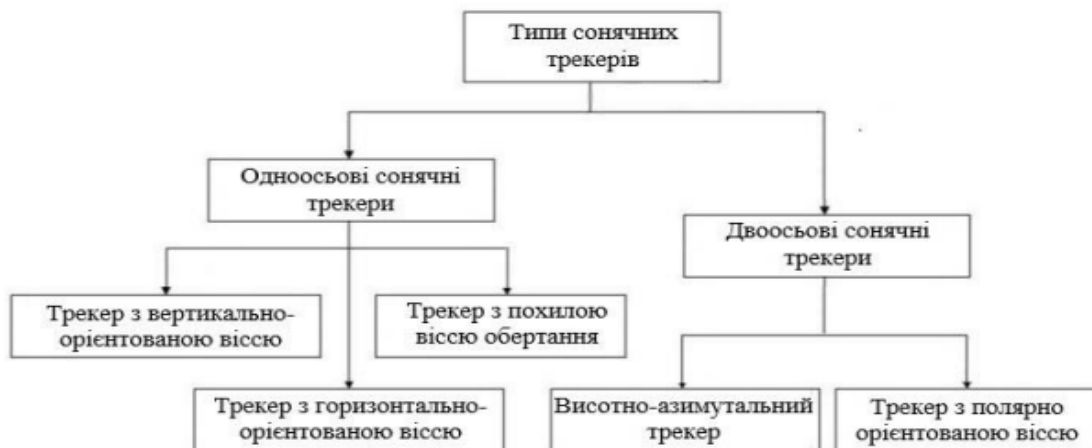 Типи сонячних
трекерів
Одноосьові сонячні
трекери
Двоосьові сонячні
трекери
Трекер з вертикально-
орієнтованою віссю
Трекер з похилою
віссю обертання
Трекер з горизонтально-
орієнтованою віссю
Висотно-азимутальний
трекер
Трекер з полярно
орієнтованою віссю